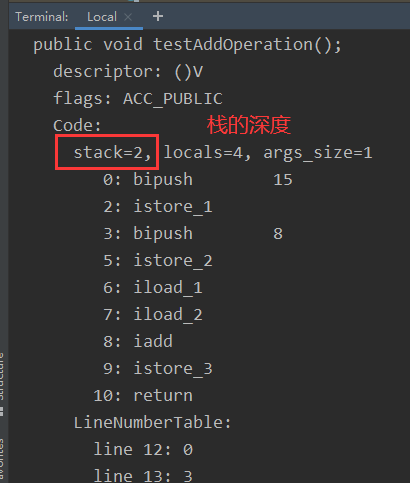 Terminal: Local ×
public void testAddOperation();
descriptor: ()V
flags: ACC_PUBLIC
Code: 栈的深度
stack=2, locals=4, args_size=1
0: bipush 15
2: istore_1
3: bipush 8
5: istore_2
6: iload_1
7: iload_2
8: iadd
9: istore_3
10: return
LineNumberTable:
line 12: 0
line 13: 3